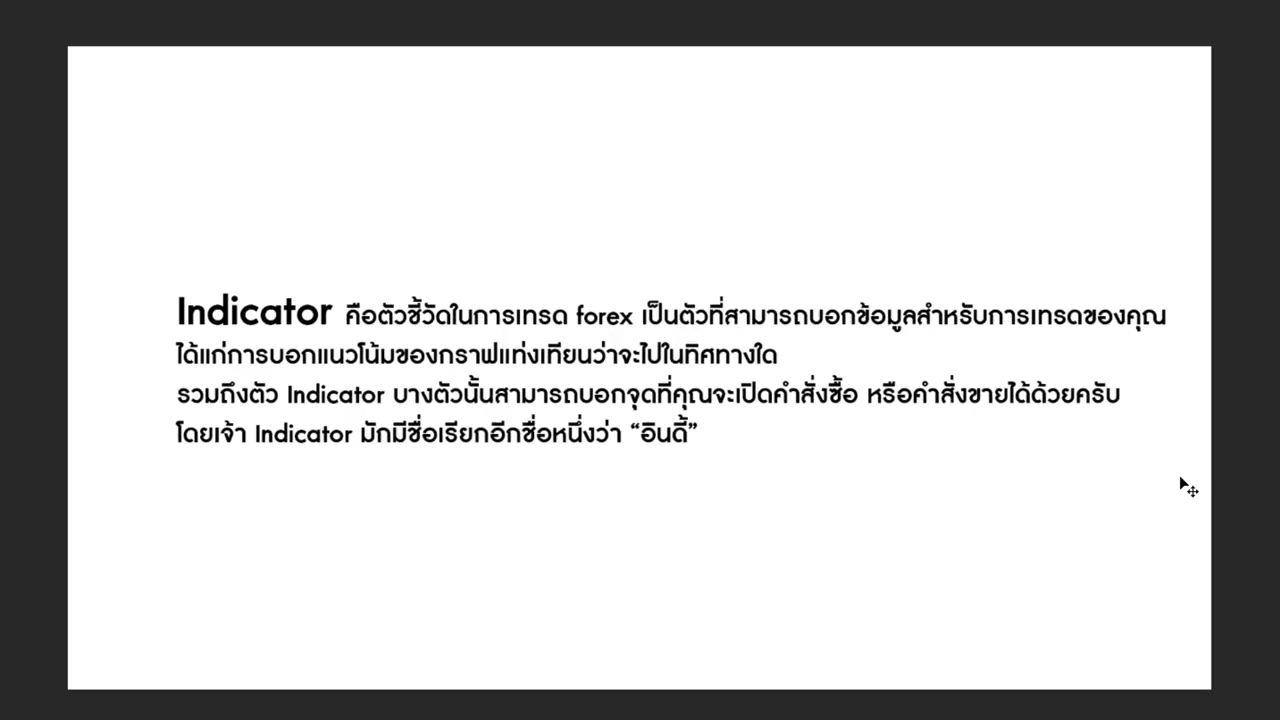 Indicator คือตัวชี้วัดในการเทรด forex เป็นตัวที่สามารถบอกข้อมูลสำหรับการเทรดของคุณ
ได้แก่การบอกแนวโน้มของกราฟแท่งเทียนว่าจะไปในทิศทางใด
รวมถึงตัว Indicator บางตัวนั้นสามารถบอกจุดที่คุณจะเปิดคำสั่งซื้อ หรือคำสั่งขายได้ด้วยครับ
โดยเจ้า Indicator มักมีชื่อเรียกอีกชื่อหนึ่งว่า “อินดี้”